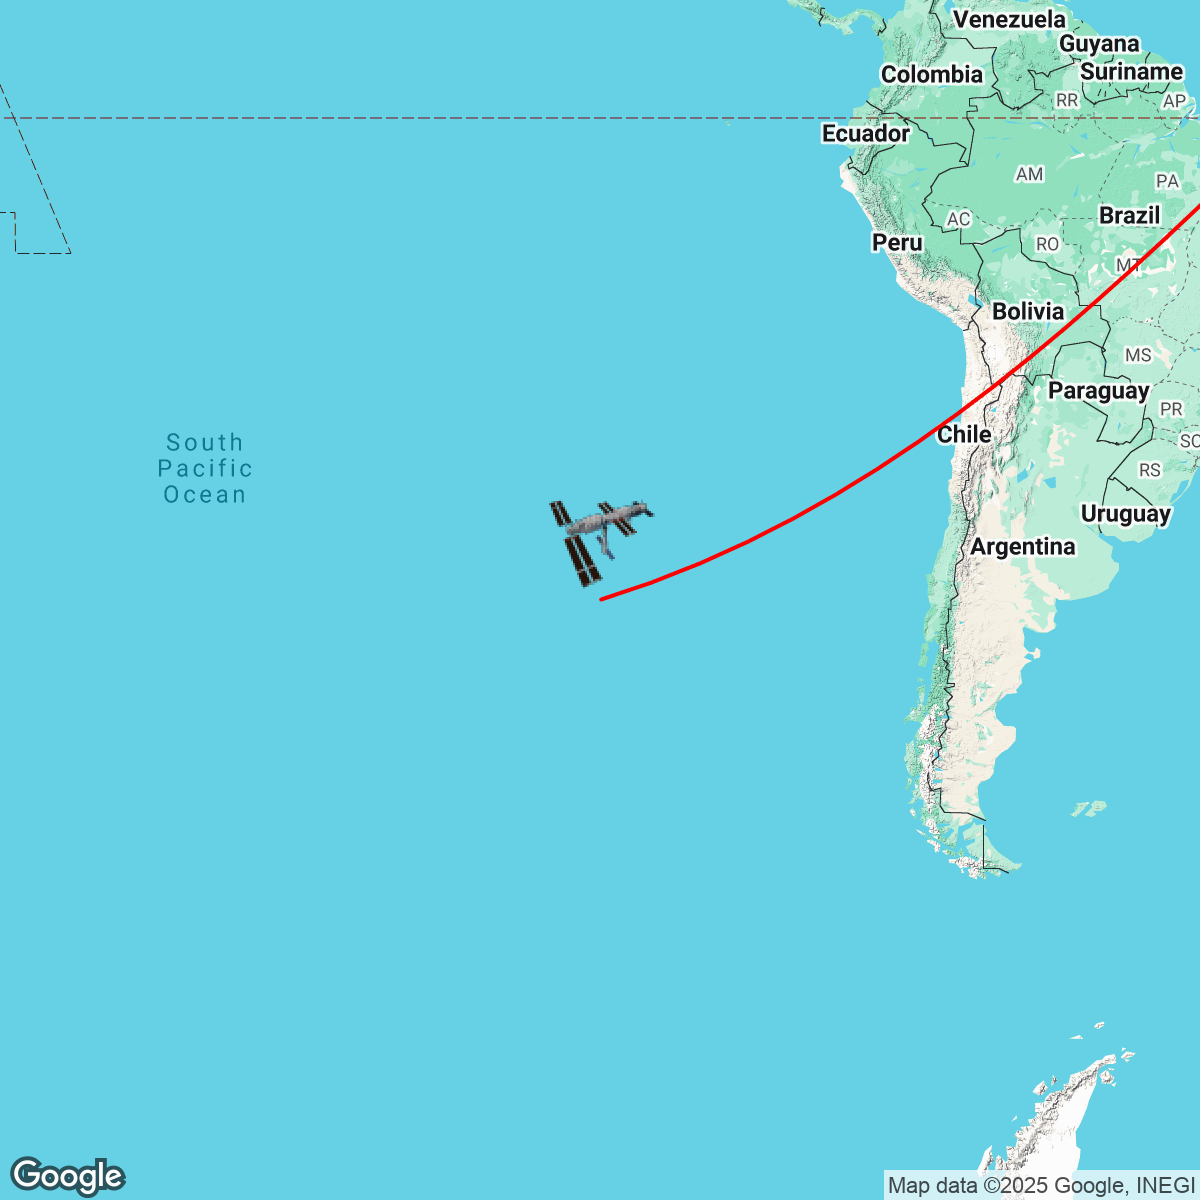 Venezuela
Guyana
Colombia
Suriname
RR
AP
Ecuador
AM
PA
AC
Brazil
Peru
RO
MT
Bolivia
MS
Paraguay
PR
Chile
SC
South
Pacific
Ocean
RS
Uruguay
Argentina
Google
Map data ©2025 Google, INEGI